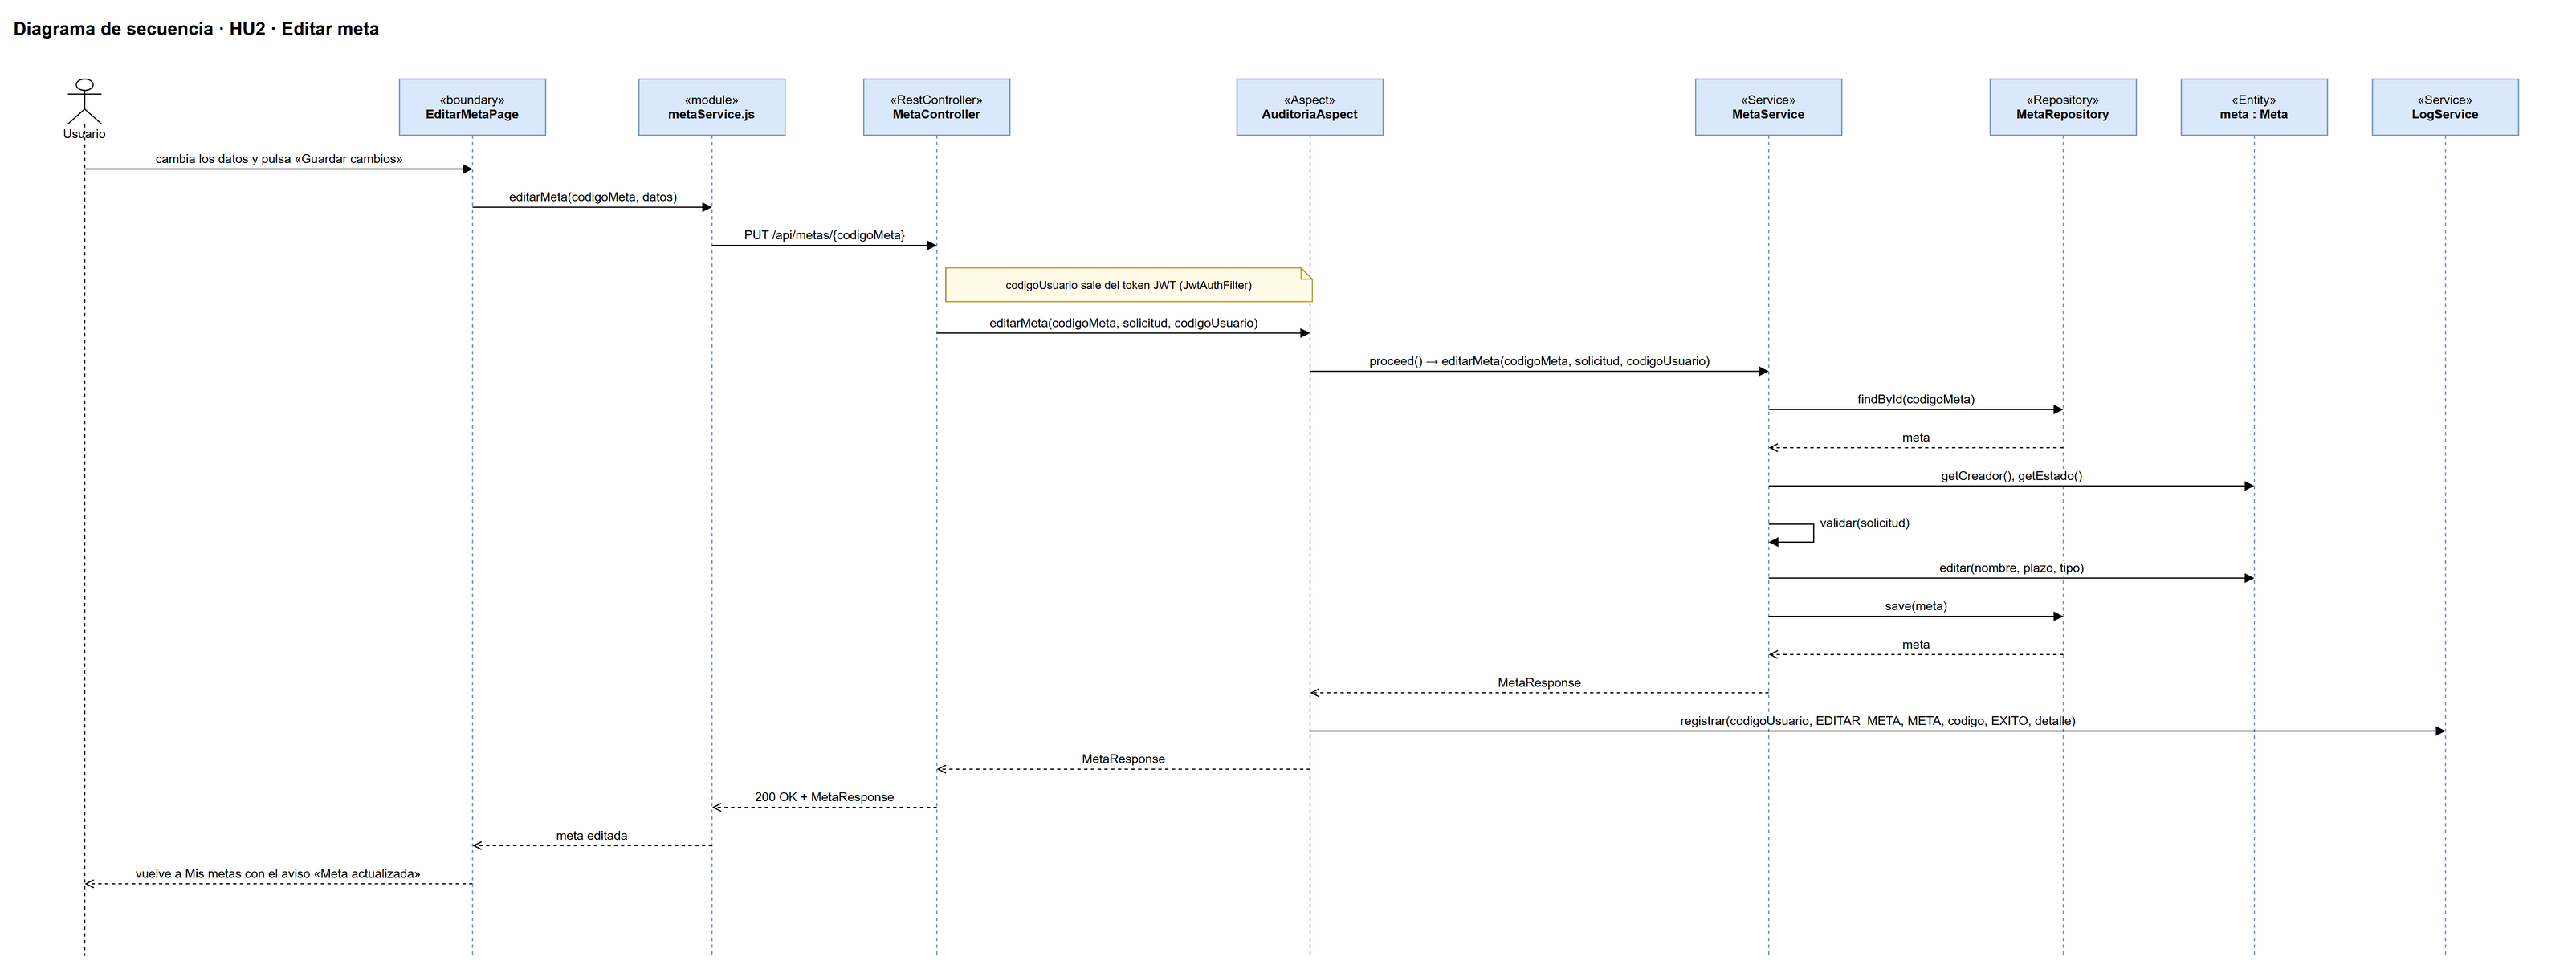 Diagrama de secuencia · HU2 · Editar meta
Usuario
«boundary»
EditarMetaPage
«module»
metaService.js
«RestController»
MetaController
«Aspect»
AuditoriaAspect
«Service»
MetaService
«Repository»
MetaRepository
«Entity»
meta : Meta
«Service»
LogService
cambia los datos y pulsa «Guardar cambios»
editarMeta(codigoMeta, datos)
PUT /api/metas/{codigoMeta}
codigoUsuario sale del token JWT (JwtAuthFilter)
editarMeta(codigoMeta, solicitud, codigoUsuario)
proceed() → editarMeta(codigoMeta, solicitud, codigoUsuario)
findById(codigoMeta)
meta
getCreador(), getEstado()
validar(solicitud)
editar(nombre, plazo, tipo)
save(meta)
meta
MetaResponse
registrar(codigoUsuario, EDITAR_META, META, codigo, EXITO, detalle)
MetaResponse
200 OK + MetaResponse
meta editada
vuelve a Mis metas con el aviso «Meta actualizada»